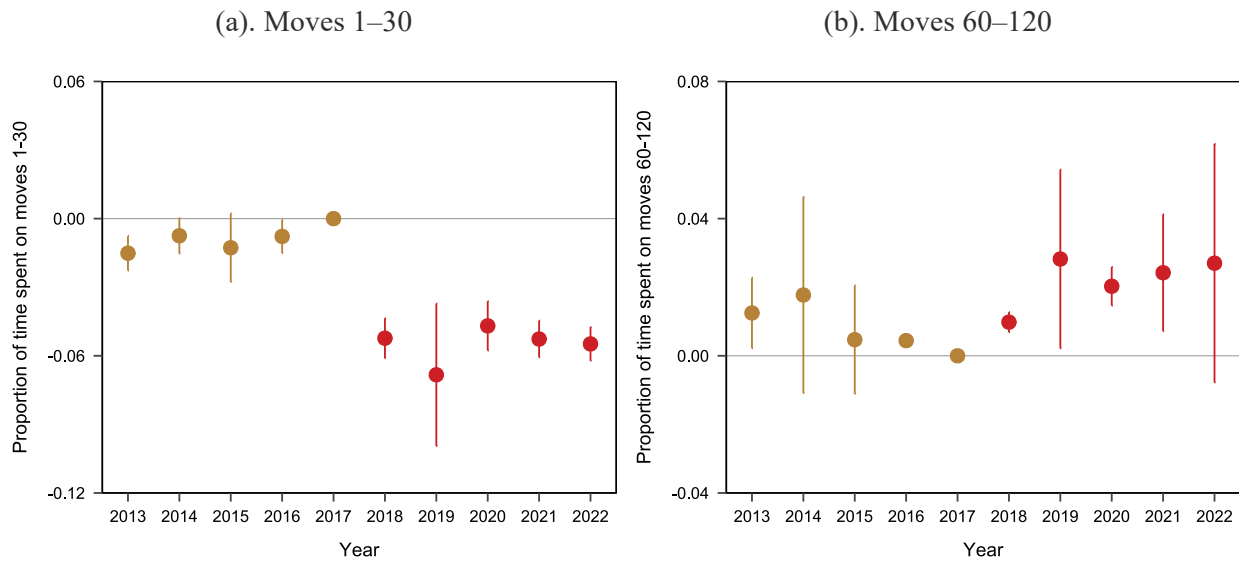 (a). Moves 1–30
0.06
0.00
-0.06
-0.12
Proportion of time spent on moves 1-30
2013 2014 2015 2016 2017 2018 2019 2020 2021 2022
Year
(b). Moves 60–120
0.08
0.04
0.00
-0.04
Proportion of time spent on moves 60-120
2013 2014 2015 2016 2017 2018 2019 2020 2021 2022
Year